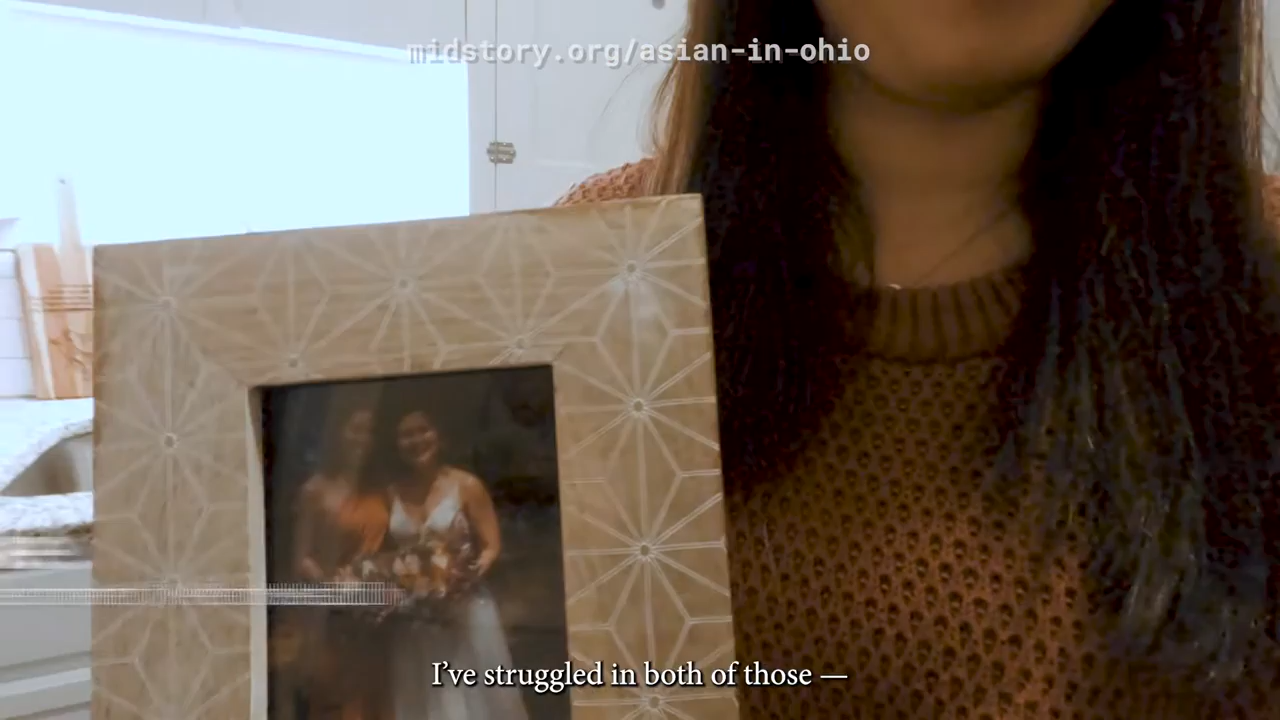 midstory.org/asian-in-ohio
I've struggled in both of those —